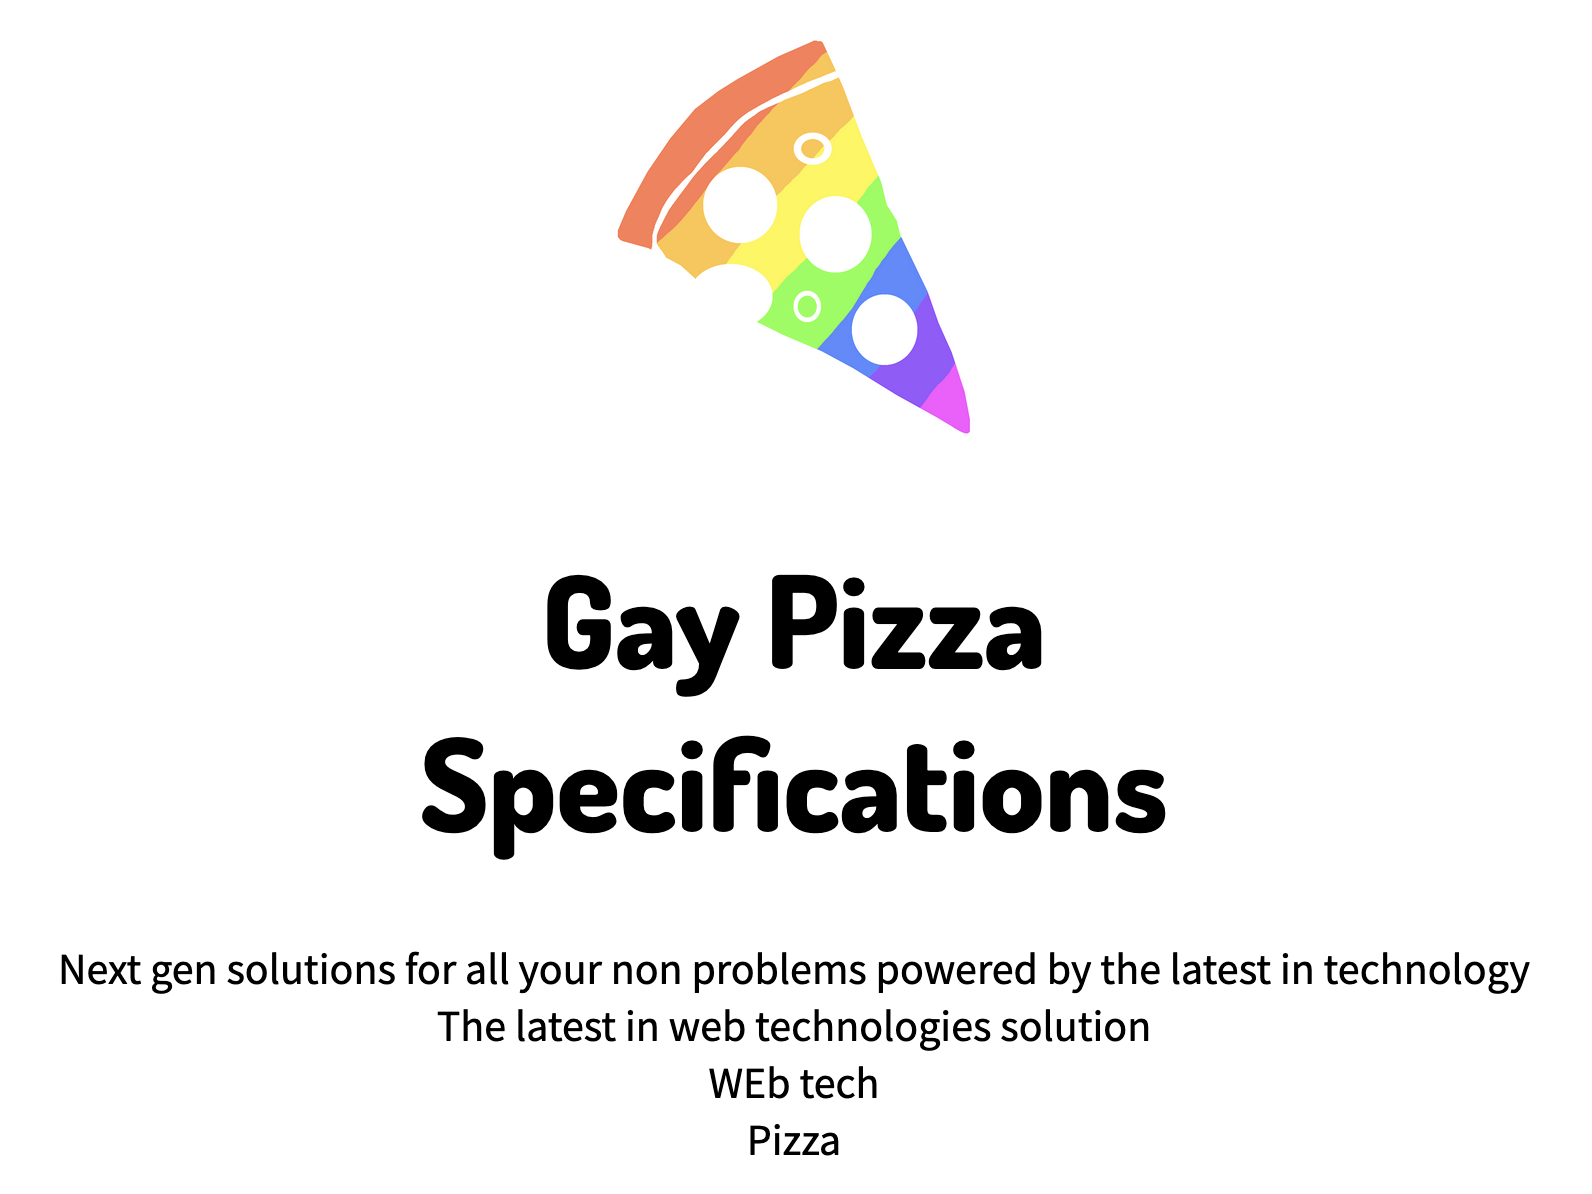 Gay Pizza
Specifications
Next gen solutions for all your non problems powered by the latest in technology
The latest in web technologies solution
WEb tech
Pizza